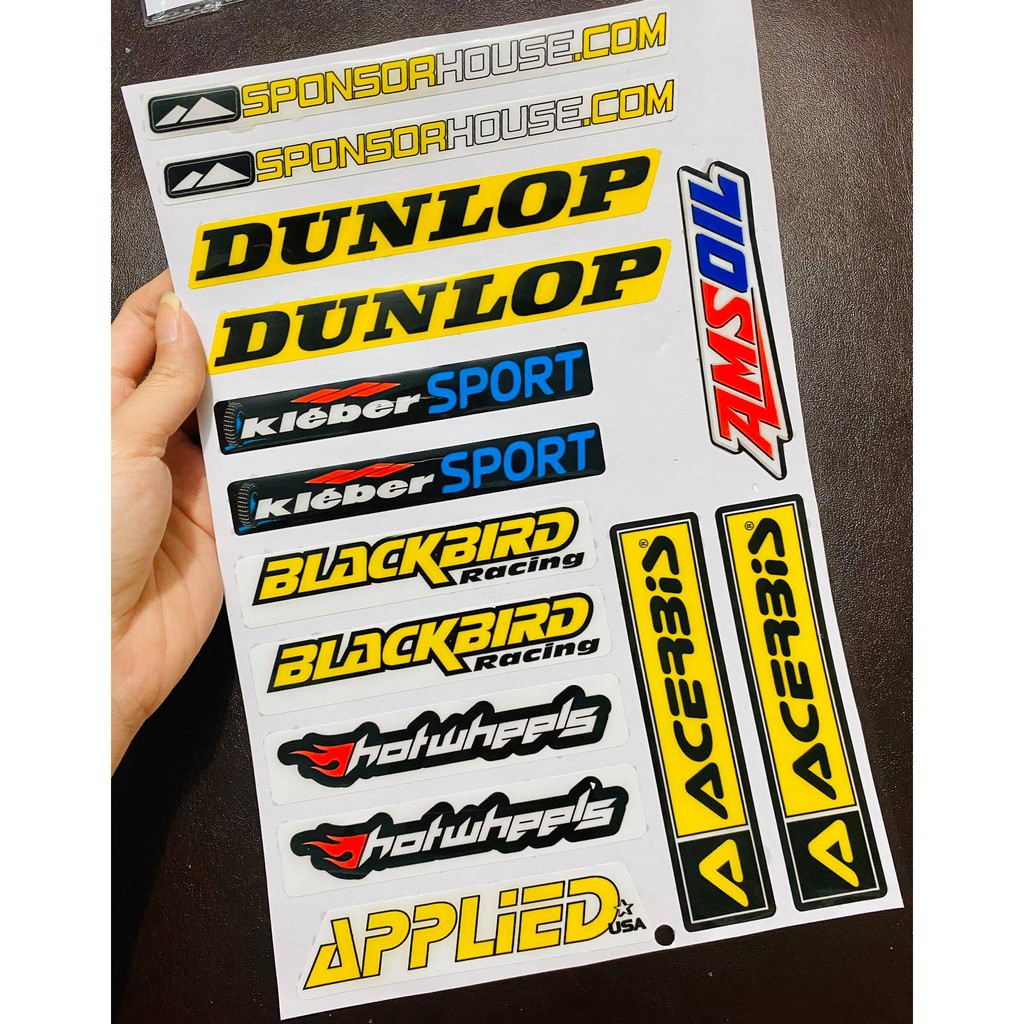 SPONSORHOUSE.COM
SPONSORHOUSE.COM
DUNLOP
DUNLOP
kléber SPORT
kléber SPORT
BLACKBIRD
Racing
BLACKBIRD
Racing
hotwheels
hotwheels
APPLIED
USA
AMSOIL
ACERBIS®
ACERBIS®